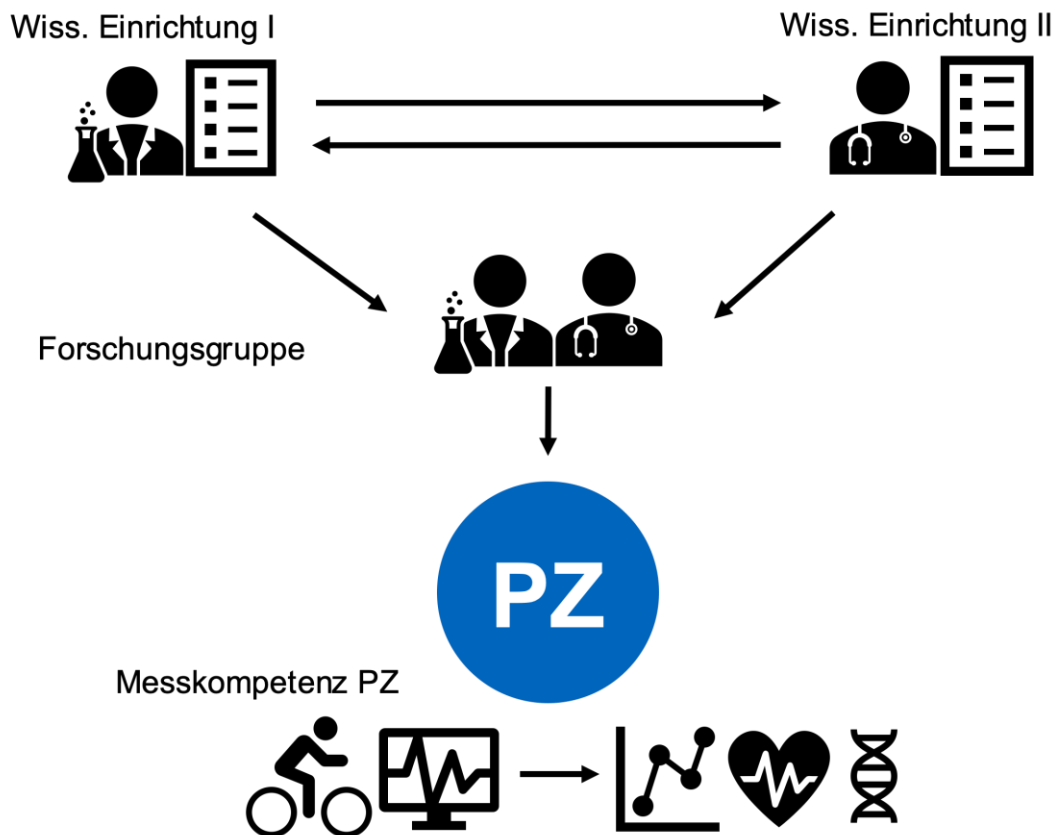 Wiss. Einrichtung I
Wiss. Einrichtung II
Forschungsgruppe
PZ
Messkompetenz PZ